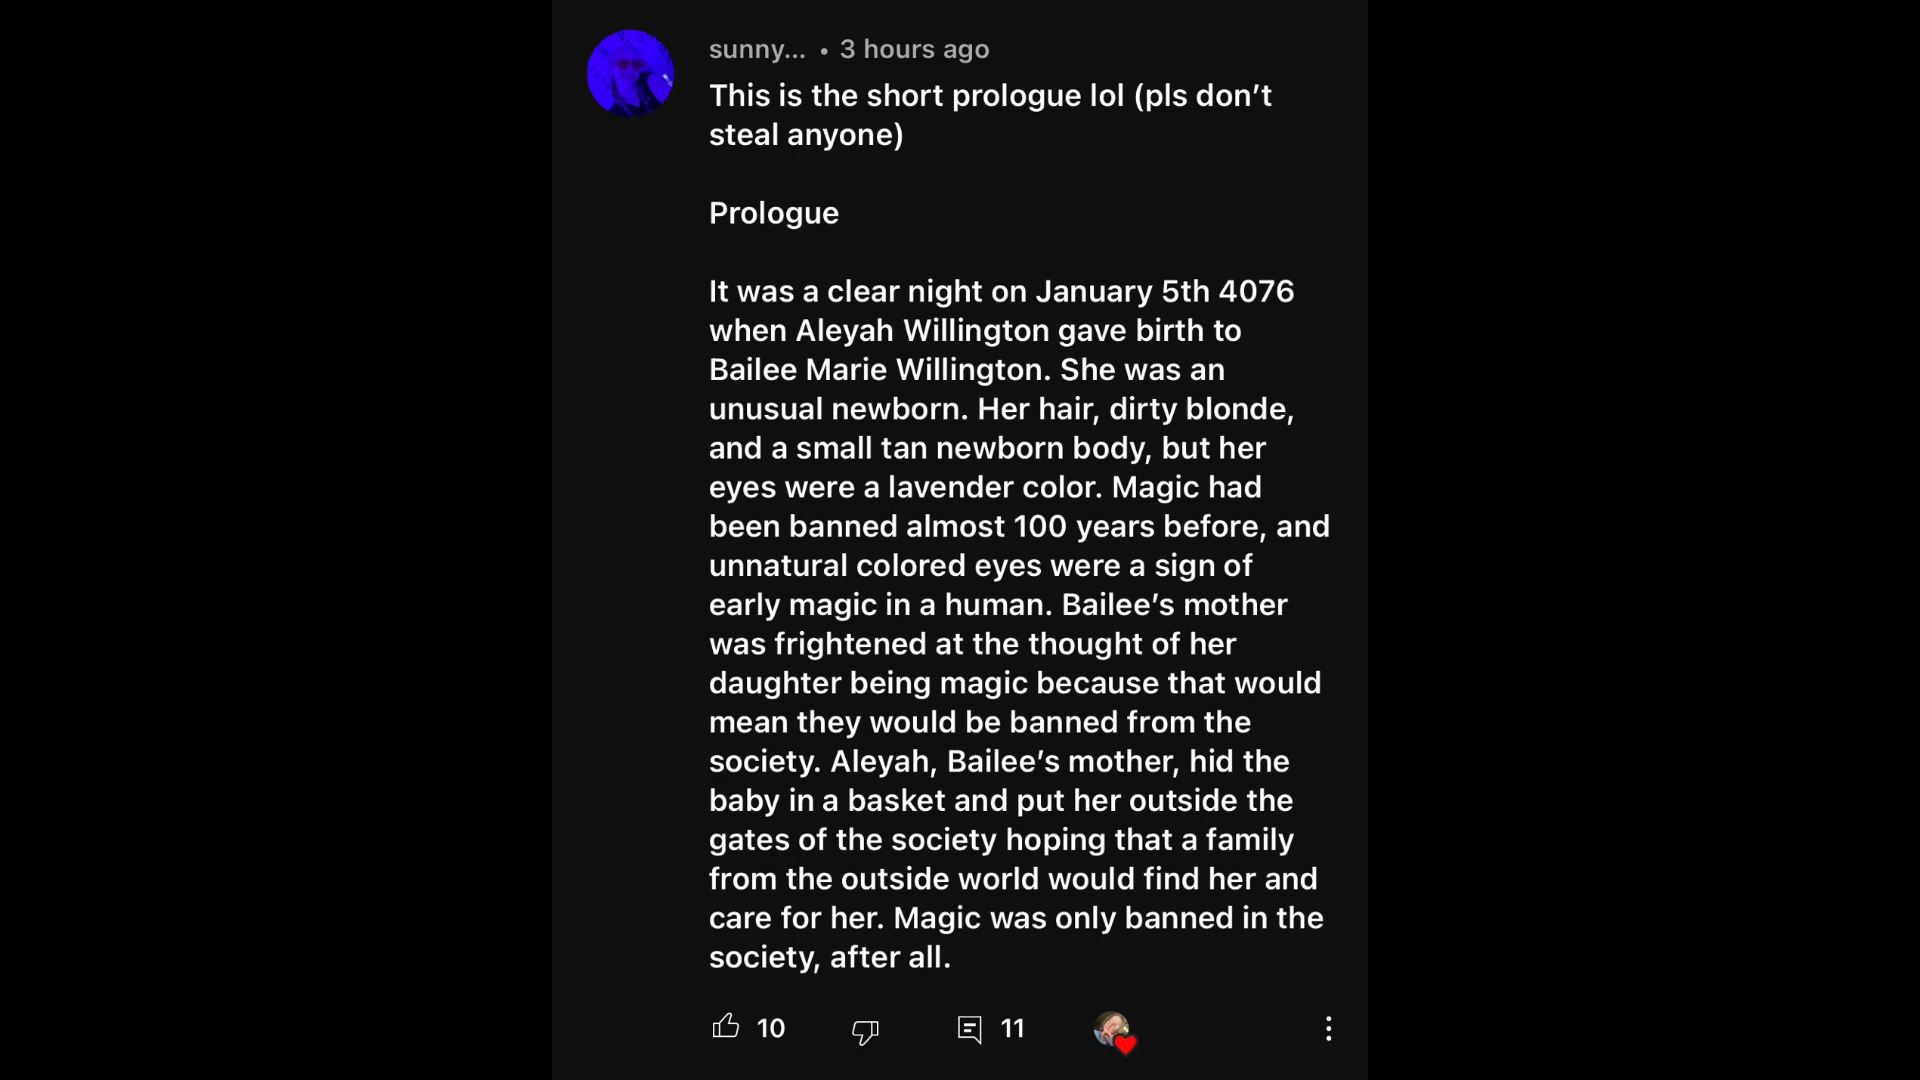 sunny... • 3 hours ago
This is the short prologue lol (pls don’t
steal anyone)
Prologue
It was a clear night on January 5th 4076
when Aleyah Willington gave birth to
Bailee Marie Willington. She was an
unusual newborn. Her hair, dirty blonde,
and a small tan newborn body, but her
eyes were a lavender color. Magic had
been banned almost 100 years before, and
unnatural colored eyes were a sign of
early magic in a human. Bailee’s mother
was frightened at the thought of her
daughter being magic because that would
mean they would be banned from the
society. Aleyah, Bailee’s mother, hid the
baby in a basket and put her outside the
gates of the society hoping that a family
from the outside world would find her and
care for her. Magic was only banned in the
society, after all.
10 11